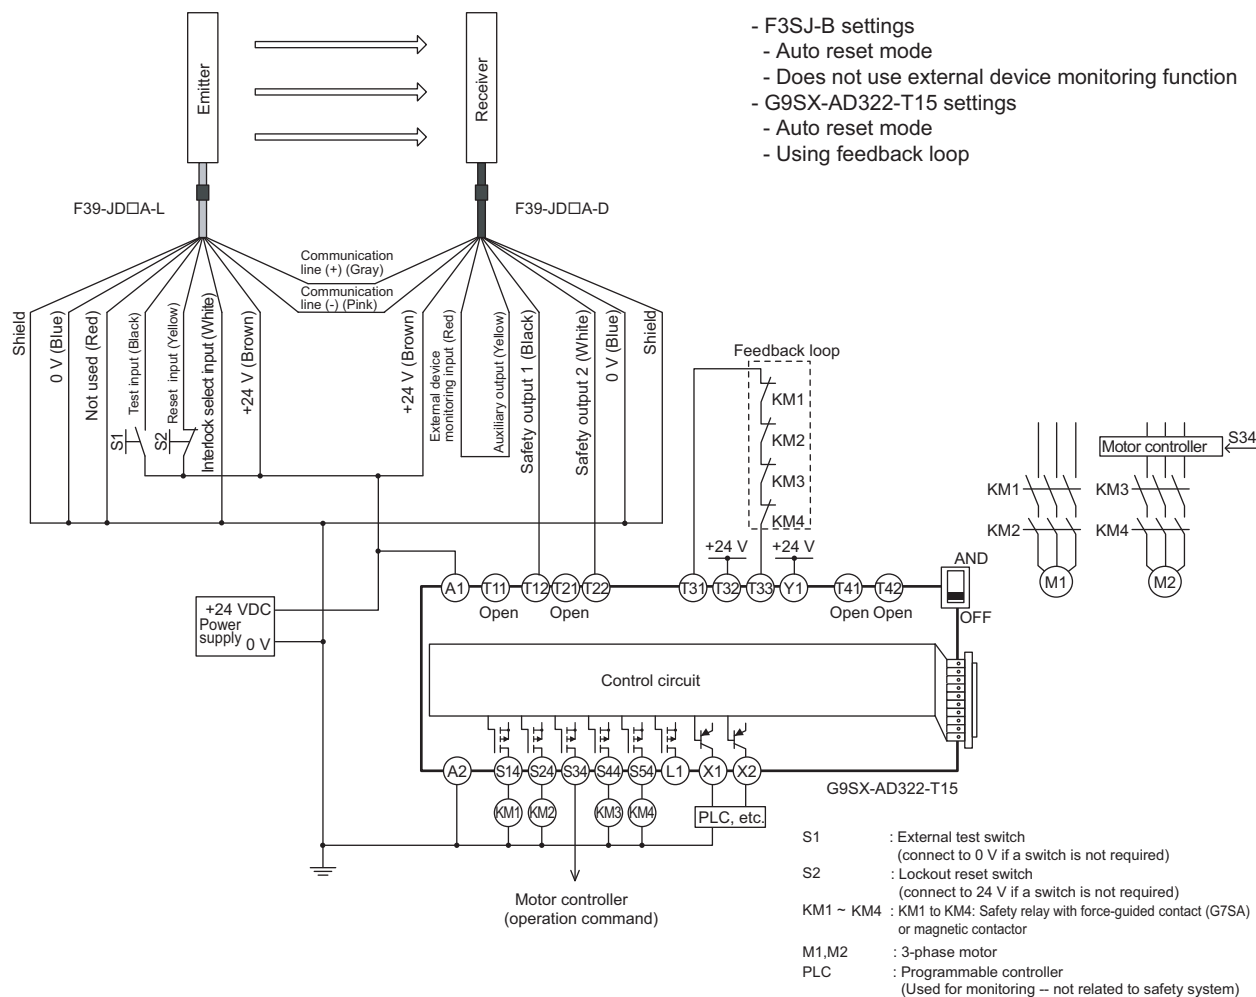 - F3SJ-B settings
- Auto reset mode
- Does not use external device monitoring function
- G9SX-AD322-T15 settings
- Auto reset mode
- Using feedback loop
Emitter
Receiver
F39-JD□A-L
F39-JD□A-D
Communication
line (+) (Gray)
Communication
line (-) (Pink)
Shield
0 V (Blue)
Not used (Red)
Test input (Black)
Reset input (Yellow)
Interlock select input (White)
+24 V (Brown)
+24 V (Brown)
External device
monitoring input (Red)
Auxiliary output (Yellow)
Safety output 1 (Black)
Safety output 2 (White)
0 V (Blue)
Shield
S1
S2
Feedback loop
KM1
KM2
KM3
KM4
+24 V
+24 V
Motor controller
S34
KM1
KM2
KM3
KM4
M1
M2
A1
T11
T12
T21
T22
T31
T32
T33
Y1
T41
T42
Open
Open
Open
Open
AND
OFF
+24 VDC
Power
supply
0 V
Control circuit
A2
S14
S24
S34
S44
S54
L1
X1
X2
G9SX-AD322-T15
KM1
KM2
KM3
KM4
PLC, etc.
Motor controller
(operation command)
S1 : External test switch
(connect to 0 V if a switch is not required)
S2 : Lockout reset switch
(connect to 24 V if a switch is not required)
KM1 ~ KM4 : KM1 to KM4: Safety relay with force-guided contact (G7SA)
or magnetic contactor
M1,M2 : 3-phase motor
PLC : Programmable controller
(Used for monitoring -- not related to safety system)